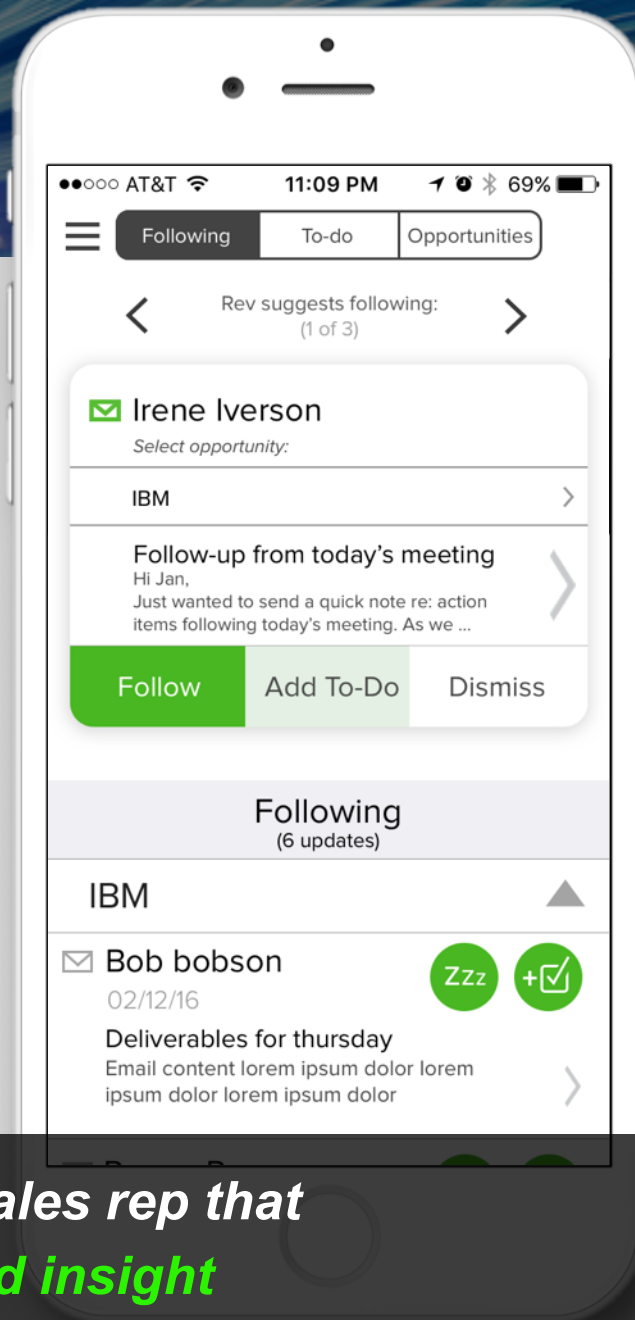 AT&T 11:09 PM 69%
Following To-do Opportunities
Rev suggests following:
(1 of 3)
Irene Iverson
Select opportunity:
IBM
Follow-up from today's meeting
Hi Jan,
Just wanted to send a quick note re: action
items following today's meeting. As we ...
Follow Add To-Do Dismiss
Following
(6 updates)
IBM
Bob bobson
ZZz +
02/12/16
Deliverables for thursday
Email content lorem ipsum dolor lorem
ipsum dolor lorem ipsum dolor
rep that
insight